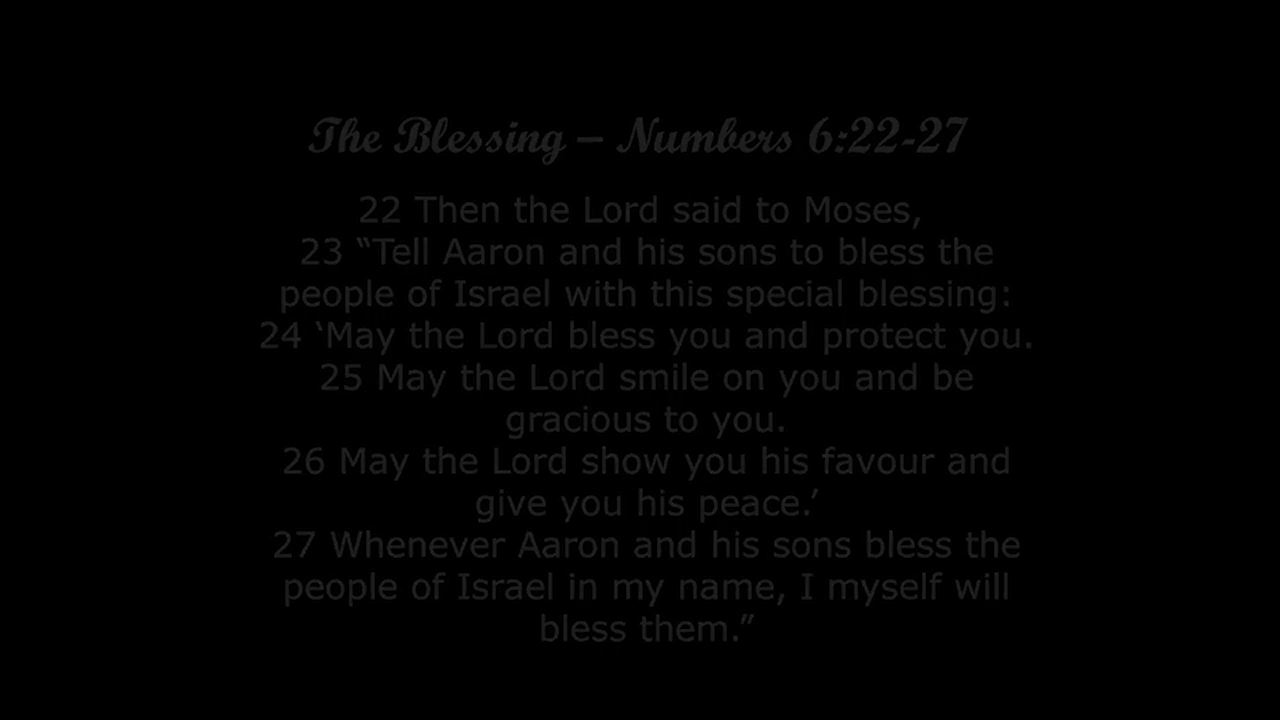 The Blessing – Numbers 6:22-27
22 Then the Lord said to Moses,
23 “Tell Aaron and his sons to bless the
people of Israel with this special blessing:
24 ‘May the Lord bless you and protect you.
25 May the Lord smile on you and be
gracious to you.
26 May the Lord show you his favour and
give you his peace.’
27 Whenever Aaron and his sons bless the
people of Israel in my name, I myself will
bless them.”